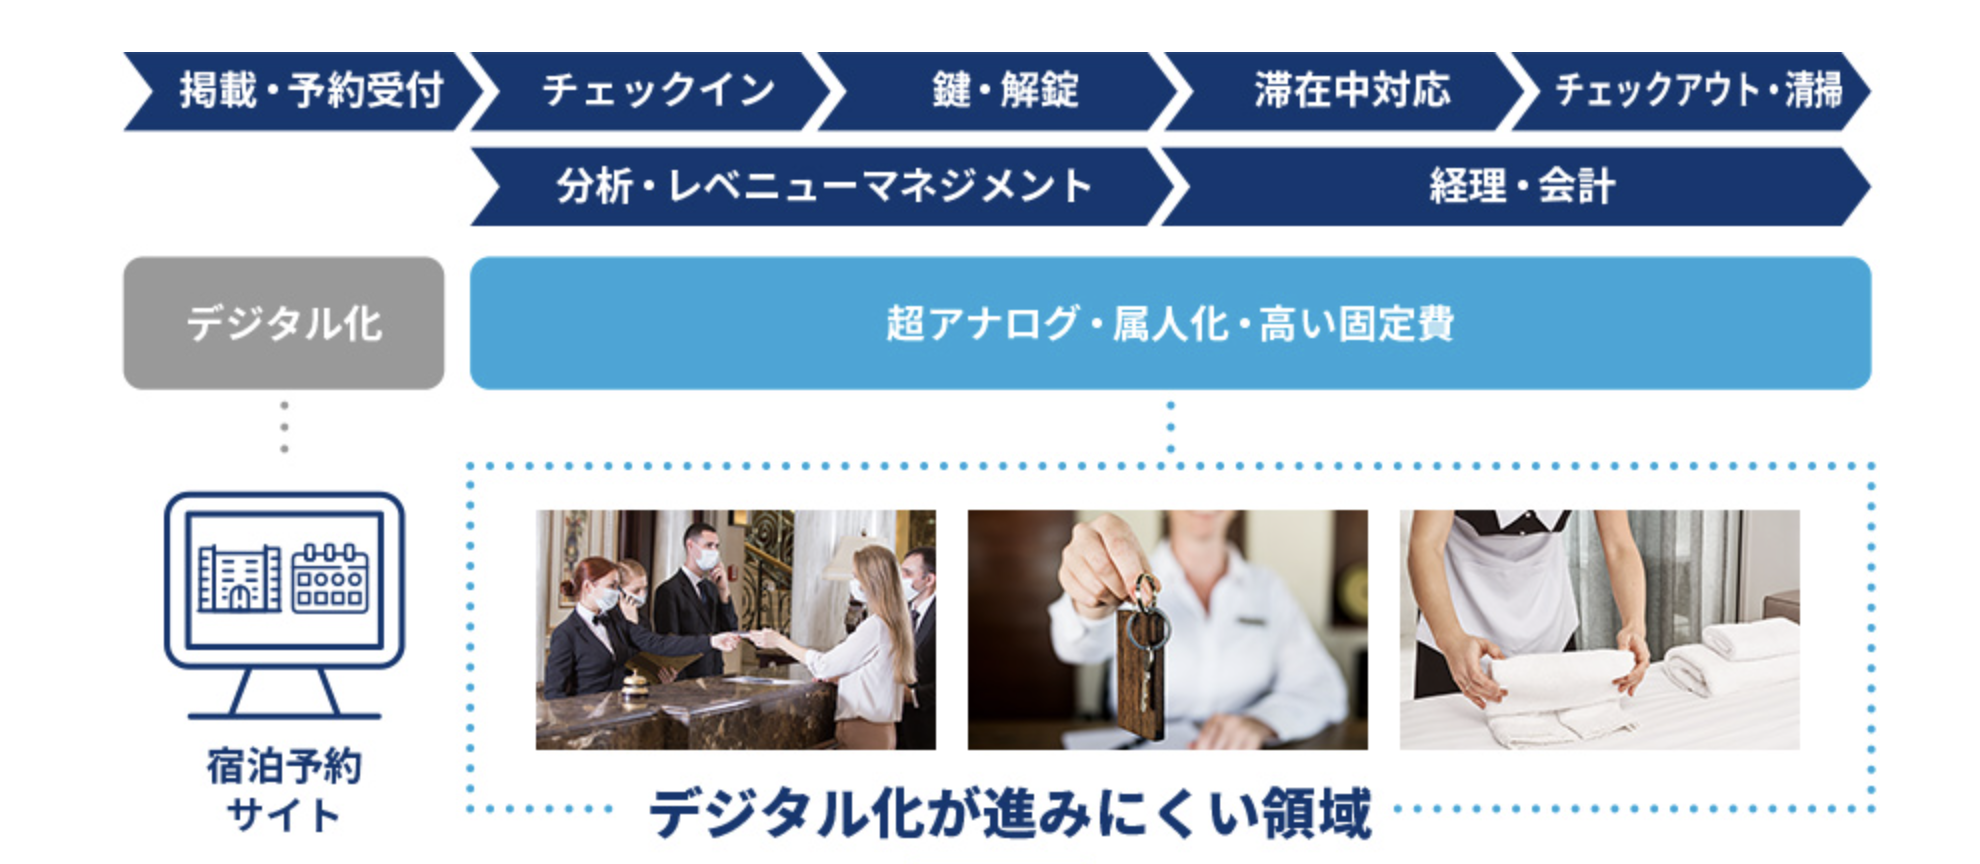 掲載・予約受付
チェックイン
鍵・解錠
滞在中対応
チェックアウト・清掃
分析・レベニューマネジメント
経理・会計
デジタル化
超アナログ・属人化・高い固定費
宿泊予約
サイト
デジタル化が進みにくい領域